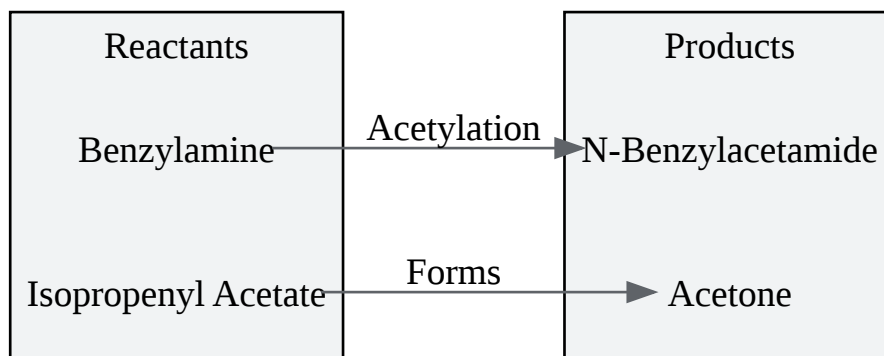 Reactants
Products
Benzylamine
Acetylation
N-Benzylacetamide
Isopropenyl Acetate
Forms
Acetone